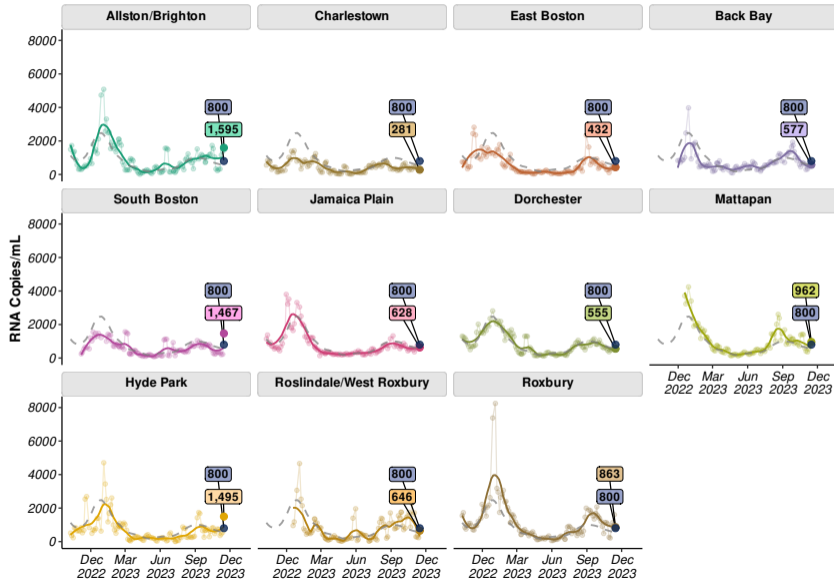 Allston/Brighton Charlestown East Boston Back Bay
8000
6000
4000
2000
0
800 800 800 800
1,595 281 432 577
South Boston Jamaica Plain Dorchester Mattapan
RNA Copies/mL
8000
6000
4000
2000
0
800 800 800 962
1,467 628 555 800
Dec Mar Jun Sep Dec
2022 2023 2023 2023 2023
Hyde Park Roslindale/West Roxbury Roxbury
8000
6000
4000
2000
0
800 800 863
1,495 646 800
Dec Mar Jun Sep Dec Dec Mar Jun Sep Dec Dec Mar Jun Sep Dec
2022 2023 2023 2023 2023 2022 2023 2023 2023 2023 2022 2023 2023 2023 2023